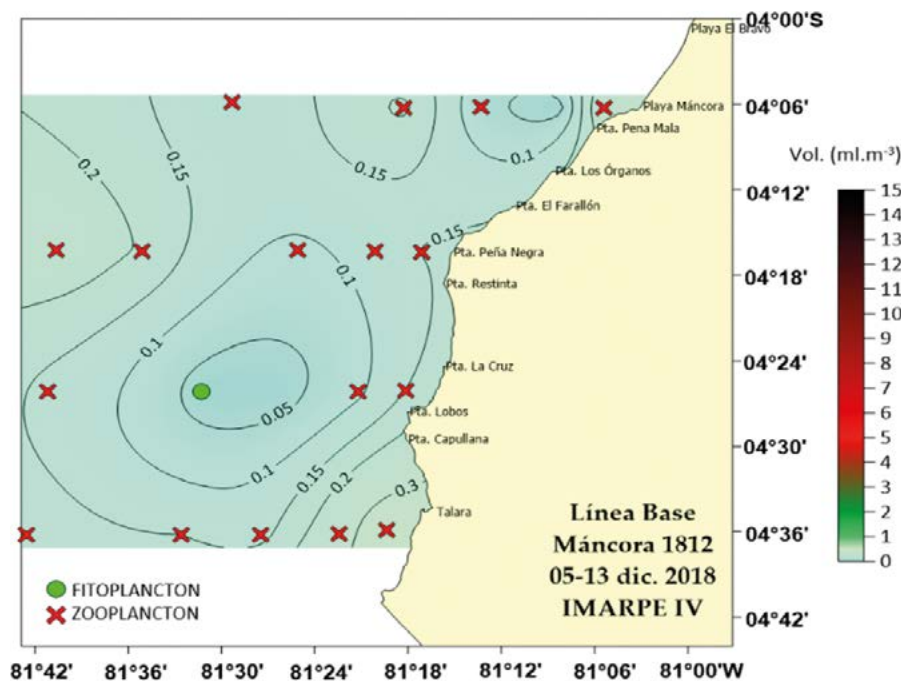 04°00'S
Playa El Bravo
Playa Máncora
04°06'
Pta. Pena Mala
Pta. Los Órganos
04°12'
Pta. El Farallón
Pta. Peña Negra
04°18'
Pta. Restinta
Pta. La Cruz
04°24'
Pta. Lobos
Pta. Capullana
04°30'
Talara
04°36'
04°42'
0.2
0.15
0.15
0.1
0.15
0.1
0.1
0.05
0.1
0.15
0.2
0.3
Línea Base
Máncora 1812
05-13 dic. 2018
IMARPE IV
FITOPLANCTON
ZOOPLANCTON
81°42' 81°36' 81°30' 81°24' 81°18' 81°12' 81°06' 81°00'W
Vol. (ml.m⁻³)
15
14
13
12
11
10
9
8
7
6
5
4
3
2
1
0